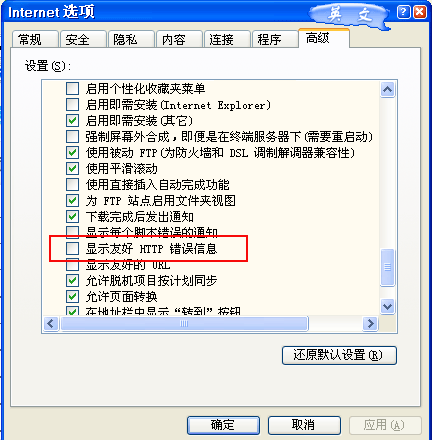 Internet 选项
英 文
常规 安全 隐私 内容 连接 程序 高级
设置(S):
启用个性化收藏夹菜单
启用即需安装(Internet Explorer)
启用即需安装(其它)
强制屏幕外合成，即便是在终端服务器下(需要重启动)
使用被动 FTP(为防火墙和 DSL 调制解调器兼容性)
使用平滑滚动
使用直接插入自动完成功能
为 FTP 站点启用文件夹视图
下载完成后发出通知
显示每个脚本错误的通知
显示友好 HTTP 错误信息
显示友好的 URL
允许脱机项目按计划同步
允许页面转换
在地址栏中显示“转到”按钮
还原默认设置(R)
确定 取消 应用(A)